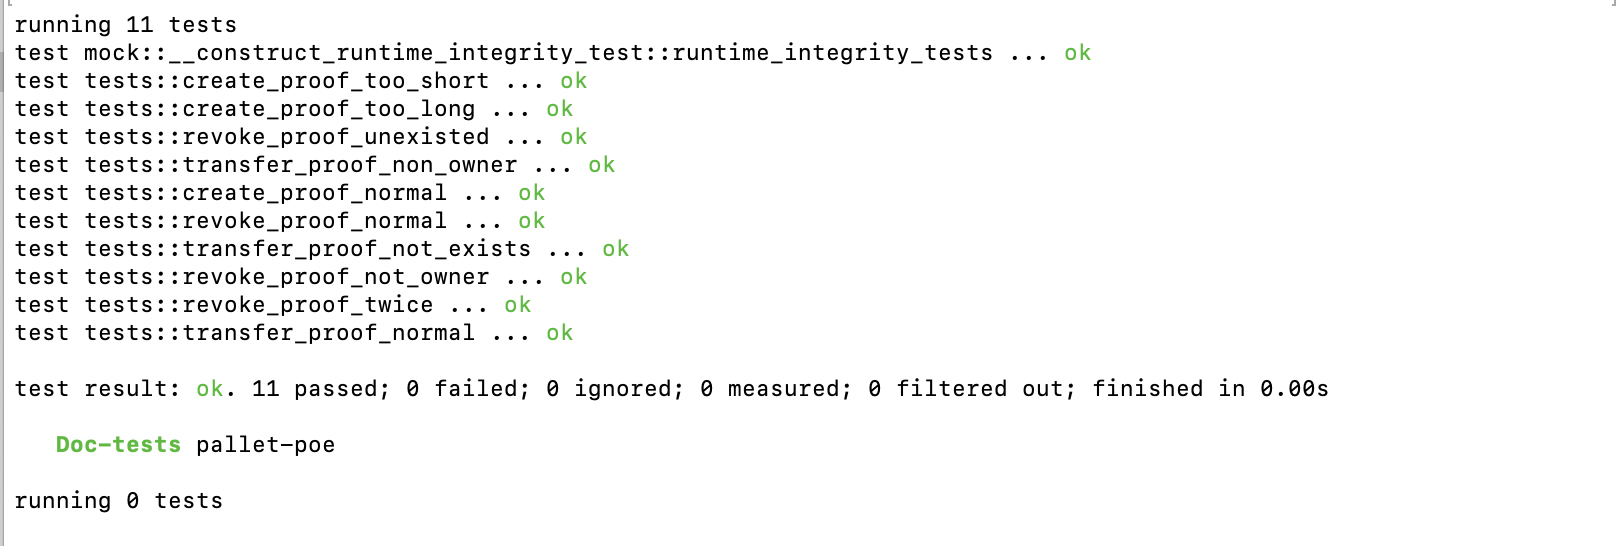 running 11 tests
test mock::__construct_runtime_integrity_test::runtime_integrity_tests ... ok
test tests::create_proof_too_short ... ok
test tests::create_proof_too_long ... ok
test tests::revoke_proof_unexisted ... ok
test tests::transfer_proof_non_owner ... ok
test tests::create_proof_normal ... ok
test tests::revoke_proof_normal ... ok
test tests::transfer_proof_not_exists ... ok
test tests::revoke_proof_not_owner ... ok
test tests::revoke_proof_twice ... ok
test tests::transfer_proof_normal ... ok
test result: ok. 11 passed; 0 failed; 0 ignored; 0 measured; 0 filtered out; finished in 0.00s
Doc-tests pallet-poe
running 0 tests